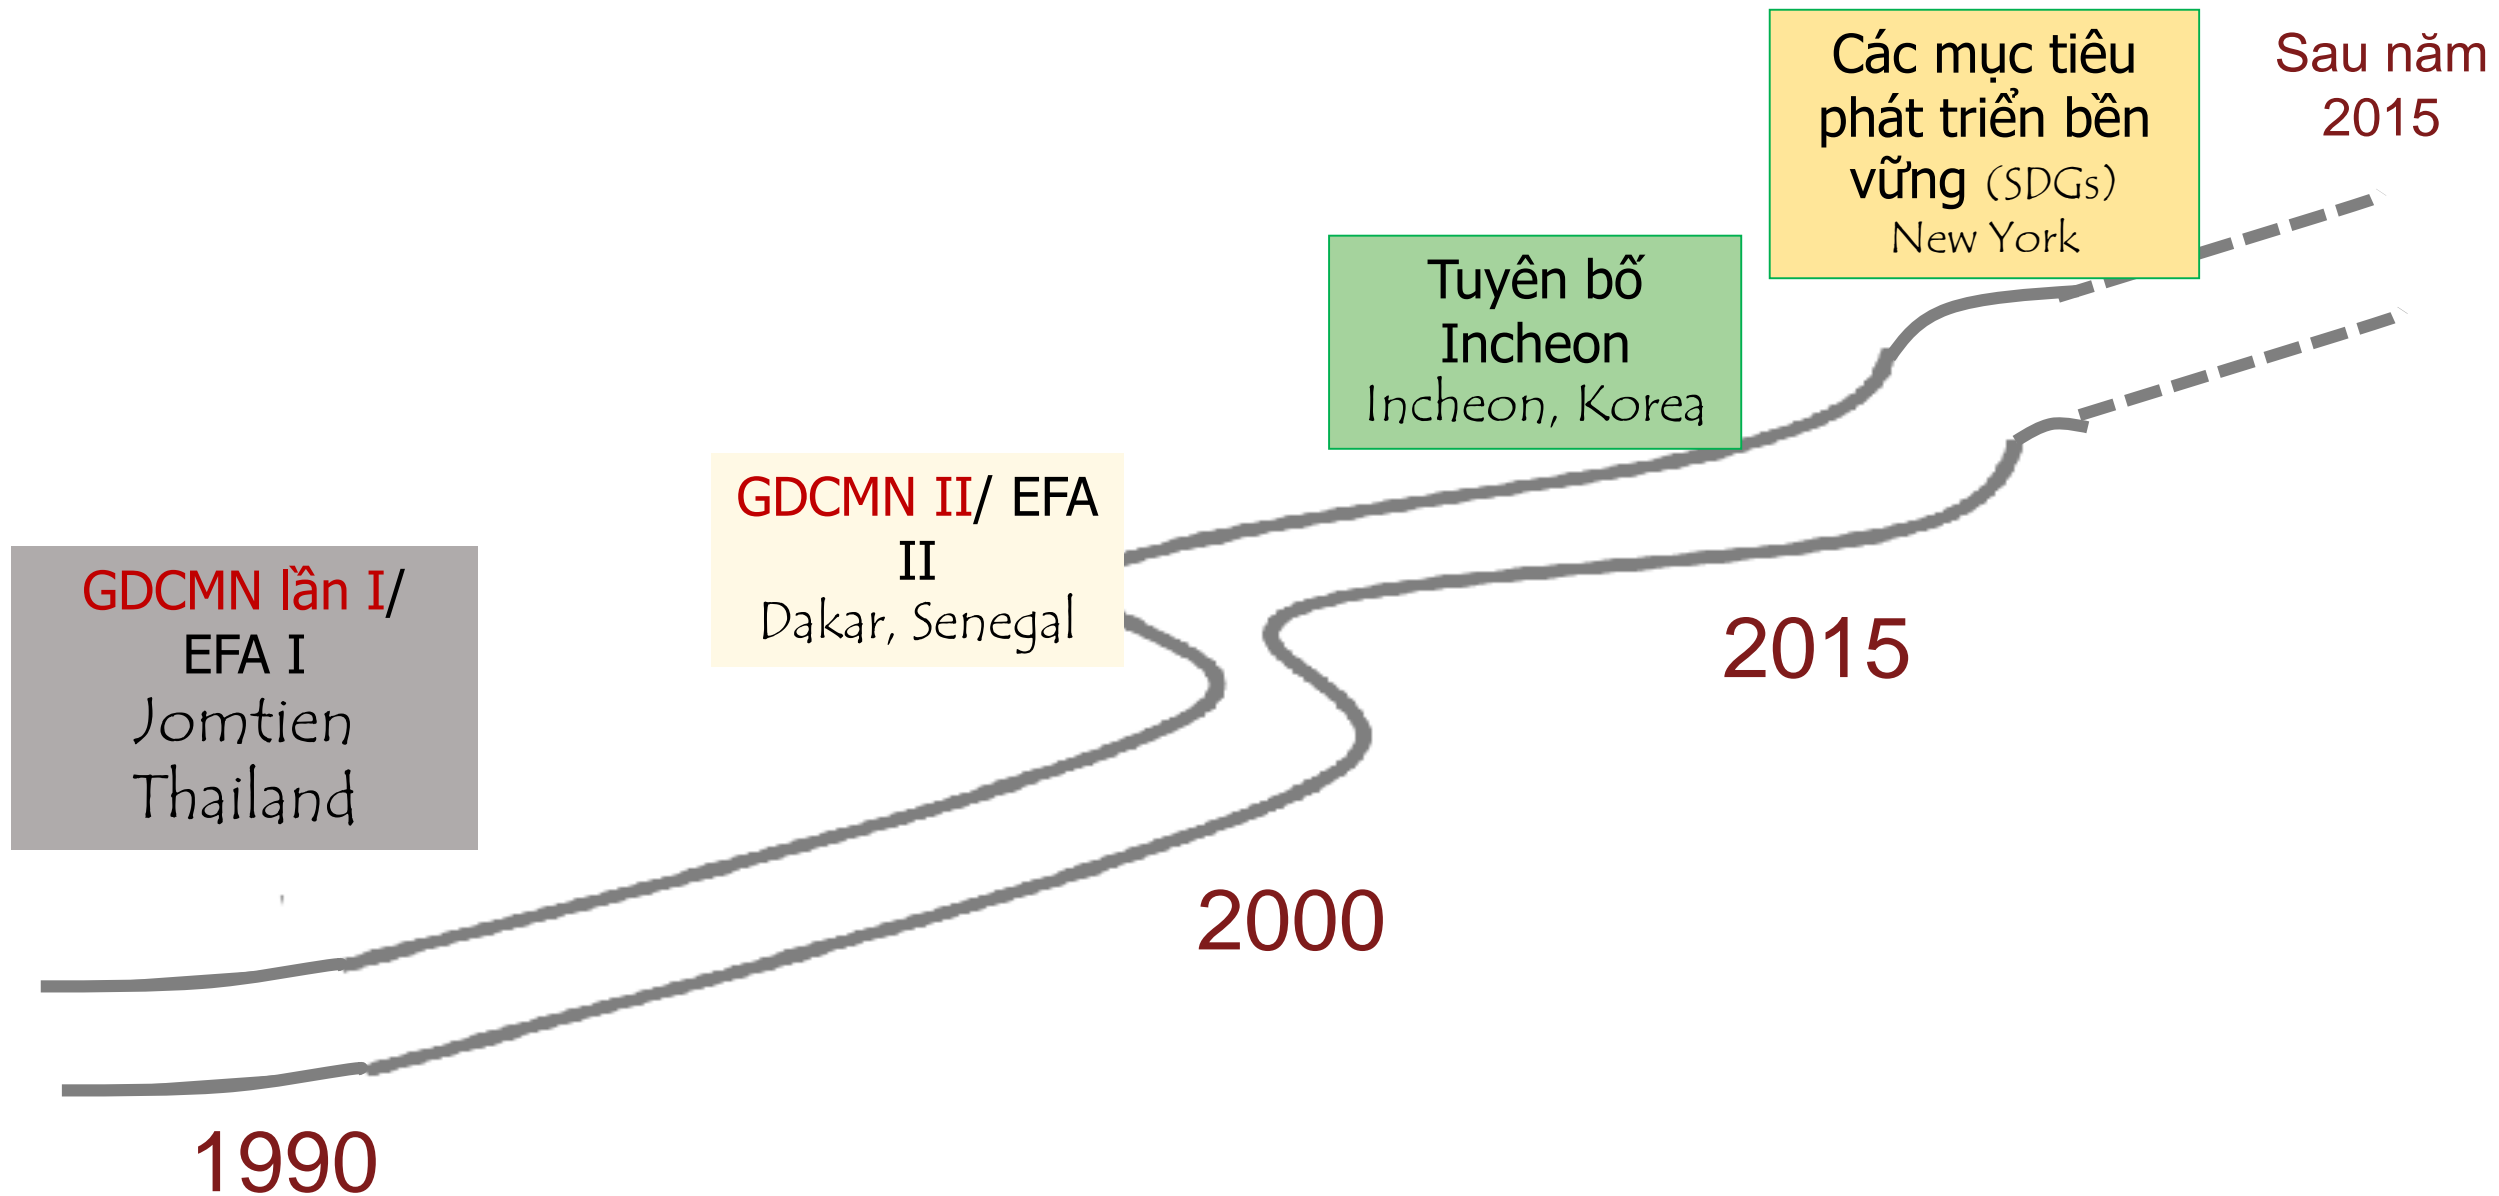 Các mục tiêu
phát triển bền
vững (SDGs)
New York
Sau năm
2015
Tuyên bố
Incheon
Incheon, Korea
GDCMN II/ EFA
II
Dakar, Senegal
GDCMN lần I/
EFA I
Jomtien
Thailand
2015
2000
1990